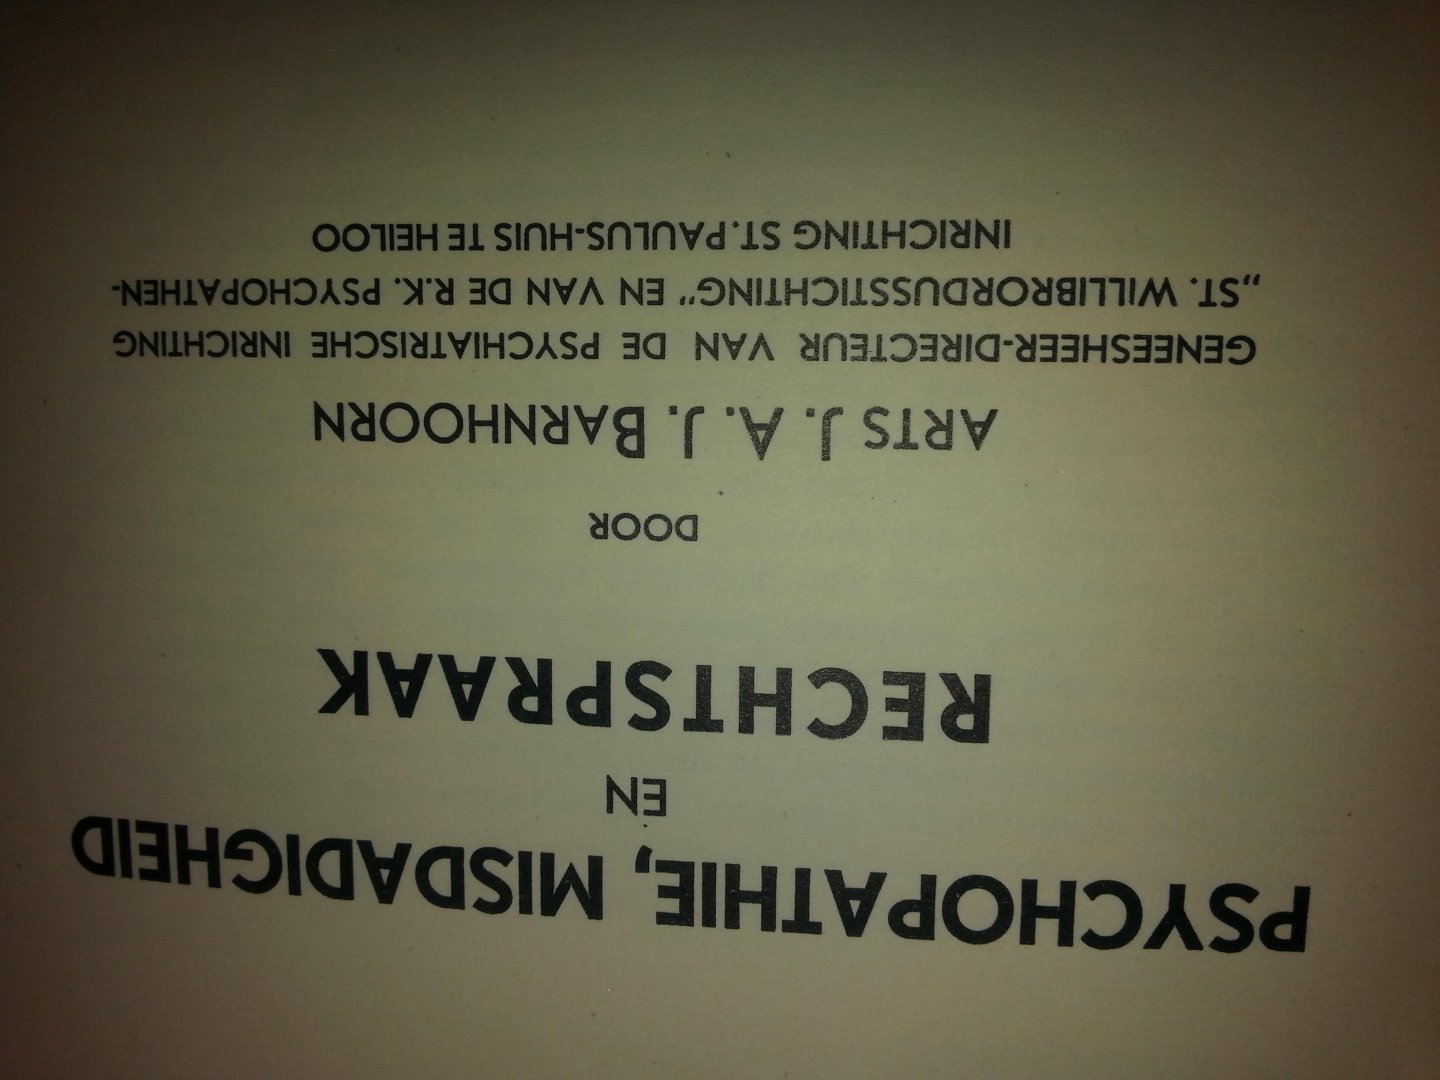 PSYCHOPATHIE, MISDADIGHEID
EN
RECHTSPRAAK
DOOR
ARTS J. A. J. BARNHOORN
GENEESHEER-DIRECTEUR VAN DE PSYCHIATRISCHE INRICHTING
„ST. WILLIBRORDUSSTICHTING” EN VAN DE R.K. PSYCHOPATHEN-
INRICHTING ST. PAULUS-HUIS TE HEILOO